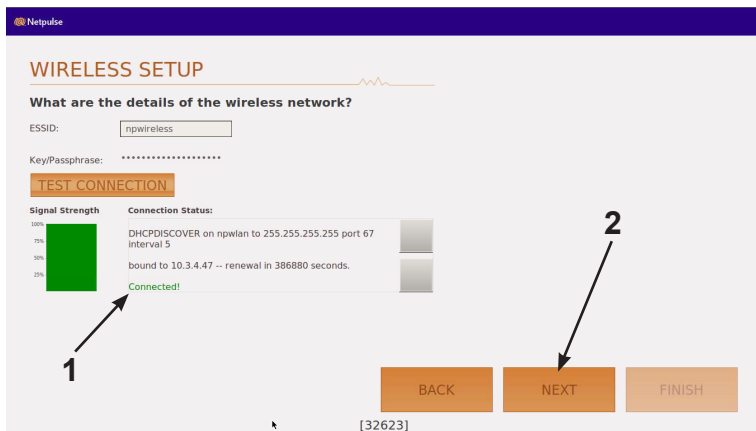 Netpulse
WIRELESS SETUP
What are the details of the wireless network?
ESSID: npwireless
Key/Passphrase: ••••••••••••••••••••
TEST CONNECTION
Signal Strength Connection Status:
100%
75%
50%
25%
DHCPDISCOVER on npwlan to 255.255.255.255 port 67
interval 5
bound to 10.3.4.47 -- renewal in 386880 seconds.
Connected!
1
2
BACK NEXT FINISH
[32623]